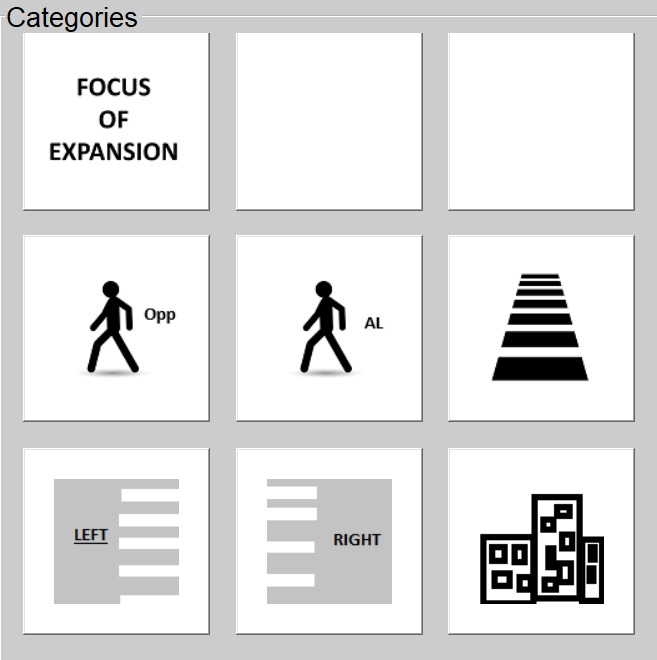 Categories
FOCUS
OF
EXPANSION
Opp
AL
LEFT
RIGHT